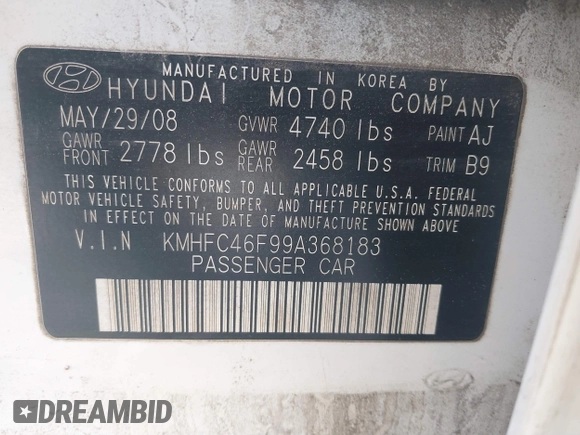 MANUFACTURED IN KOREA BY
HYUNDAI MOTOR COMPANY
MAY/29/08 GVWR 4740 lbs PAINT AJ
GAWR FRONT 2778 lbs GAWR REAR 2458 lbs TRIM B9
THIS VEHICLE CONFORMS TO ALL APPLICABLE U.S.A. FEDERAL
MOTOR VEHICLE SAFETY, BUMPER, AND THEFT PREVENTION STANDARDS
IN EFFECT ON THE DATE OF MANUFACTURE SHOWN ABOVE
V.I.N KMHFC46F99A368183
PASSENGER CAR
DREAMBID